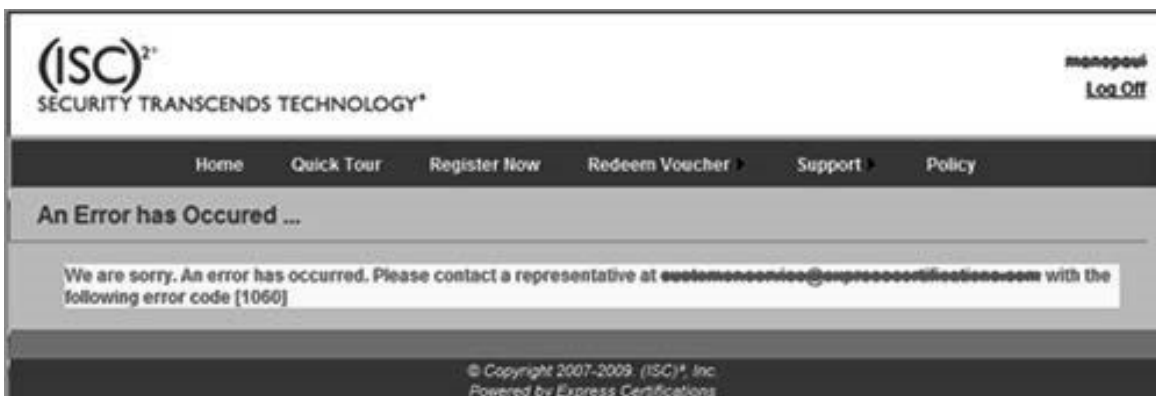 (ISC)²®
SECURITY TRANSCENDS TECHNOLOGY®
Log Off
Home Quick Tour Register Now Redeem Voucher Support Policy
An Error has Occured ...
We are sorry. An error has occurred. Please contact a representative at with the
following error code [1060]
© Copyright 2007-2009. (ISC)², Inc.
Powered by Express Certifications